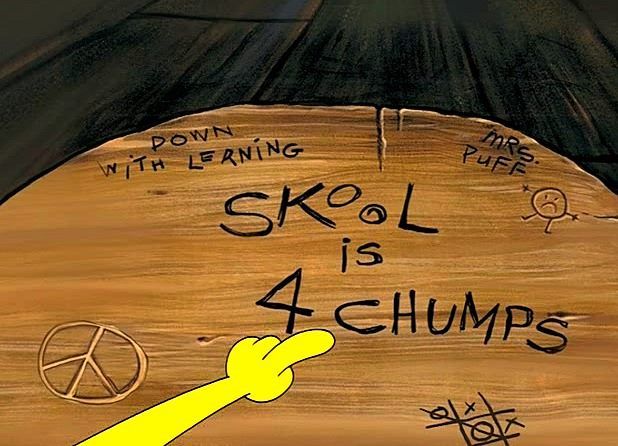 DOWN
WiTH LERNiNG
MRS.
PUFF
SKOOL
iS
4 CHUMPS